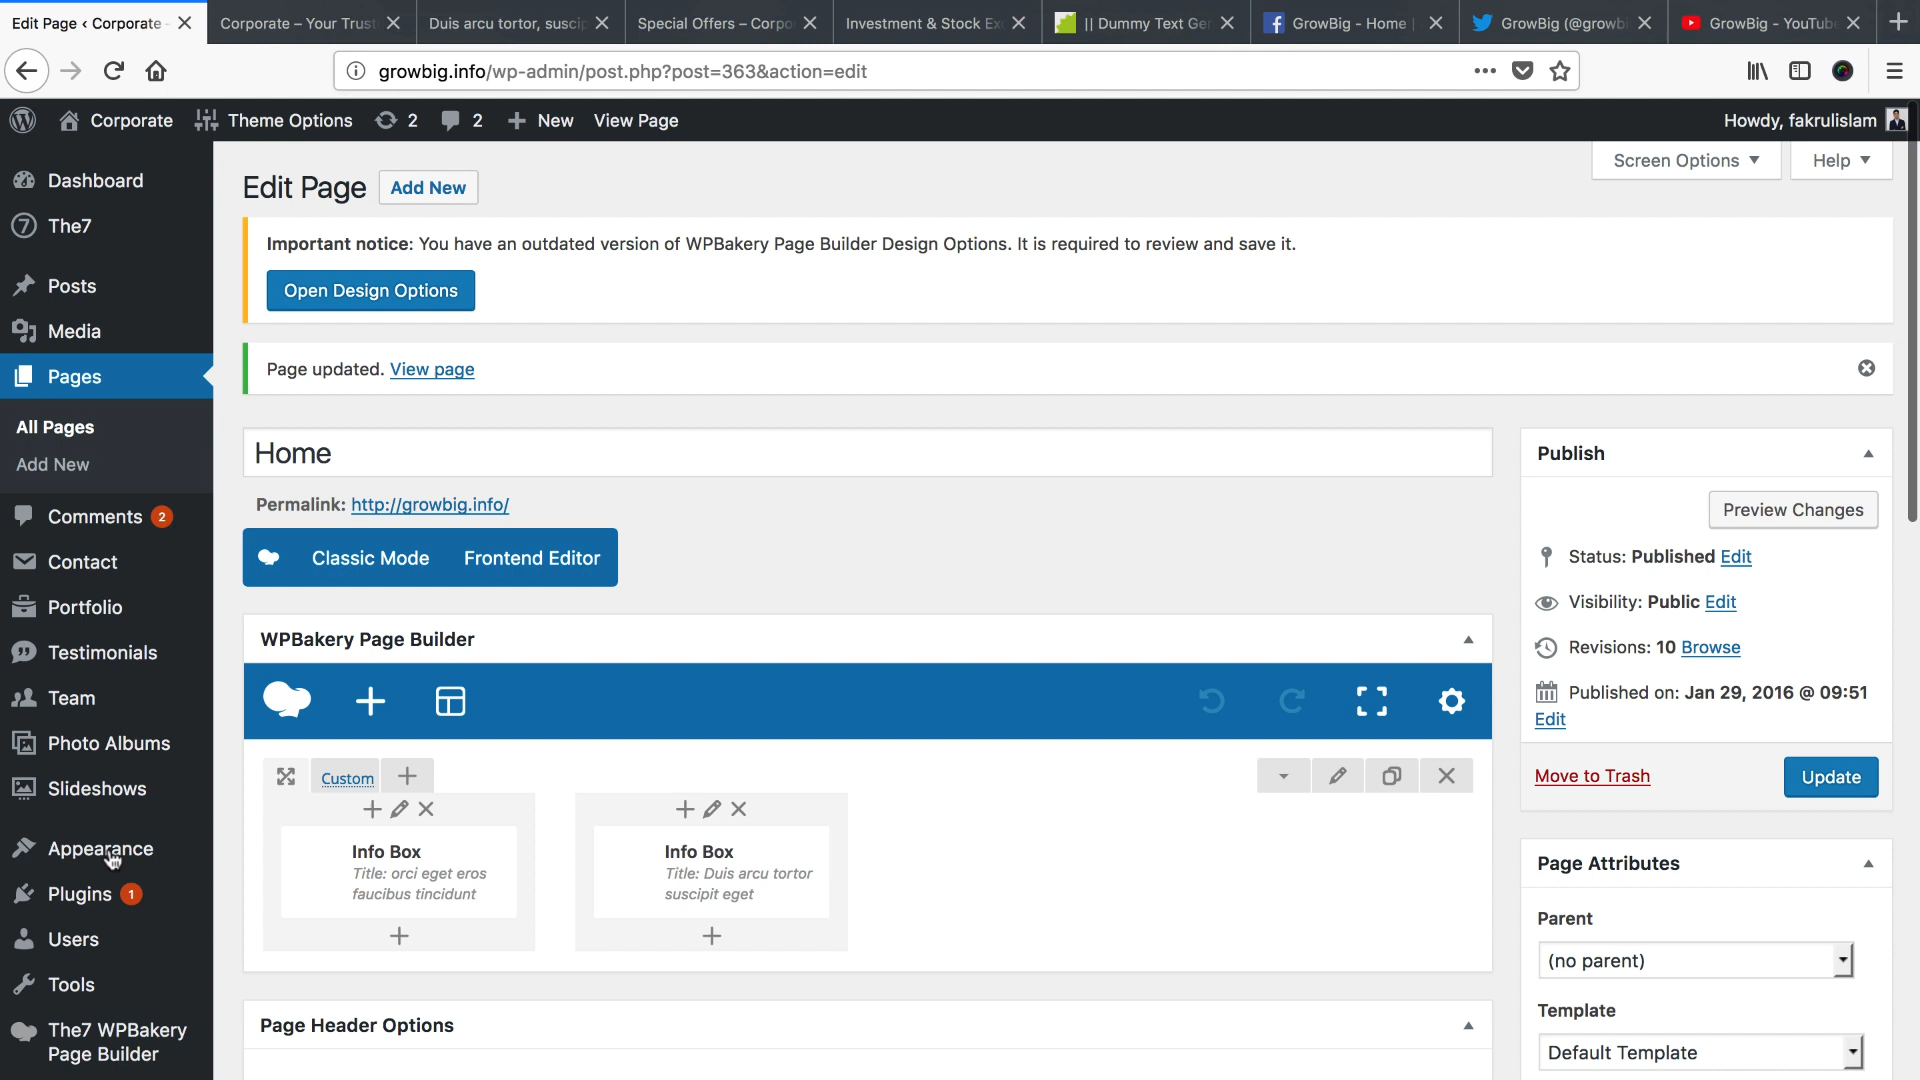 Edit Page ‹ Corporate
Corporate – Your Trust
Duis arcu tortor, susci
Special Offers – Corpo
Investment & Stock Ex
|| Dummy Text Ge
GrowBig - Home |
GrowBig (@growbi
GrowBig - YouTub
growbig.info/wp-admin/post.php?post=363&action=edit
Corporate
Theme Options
2
2
New
View Page
Howdy, fakrulislam
Dashboard
The7
Posts
Media
Pages
All Pages
Add New
Comments 2
Contact
Portfolio
Testimonials
Team
Photo Albums
Slideshows
Appearance
Plugins 1
Users
Tools
The7 WPBakery
Page Builder
Screen Options
Help
Edit Page
Add New
Important notice: You have an outdated version of WPBakery Page Builder Design Options. It is required to review and save it.
Open Design Options
Page updated. View page
Home
Permalink: http://growbig.info/
Classic Mode
Frontend Editor
WPBakery Page Builder
Custom
Info Box
Title: orci eget eros
faucibus tincidunt
Info Box
Title: Duis arcu tortor
suscipit eget
Page Header Options
Publish
Preview Changes
Status: Published Edit
Visibility: Public Edit
Revisions: 10 Browse
Published on: Jan 29, 2016 @ 09:51
Edit
Move to Trash
Update
Page Attributes
Parent
(no parent)
Template
Default Template